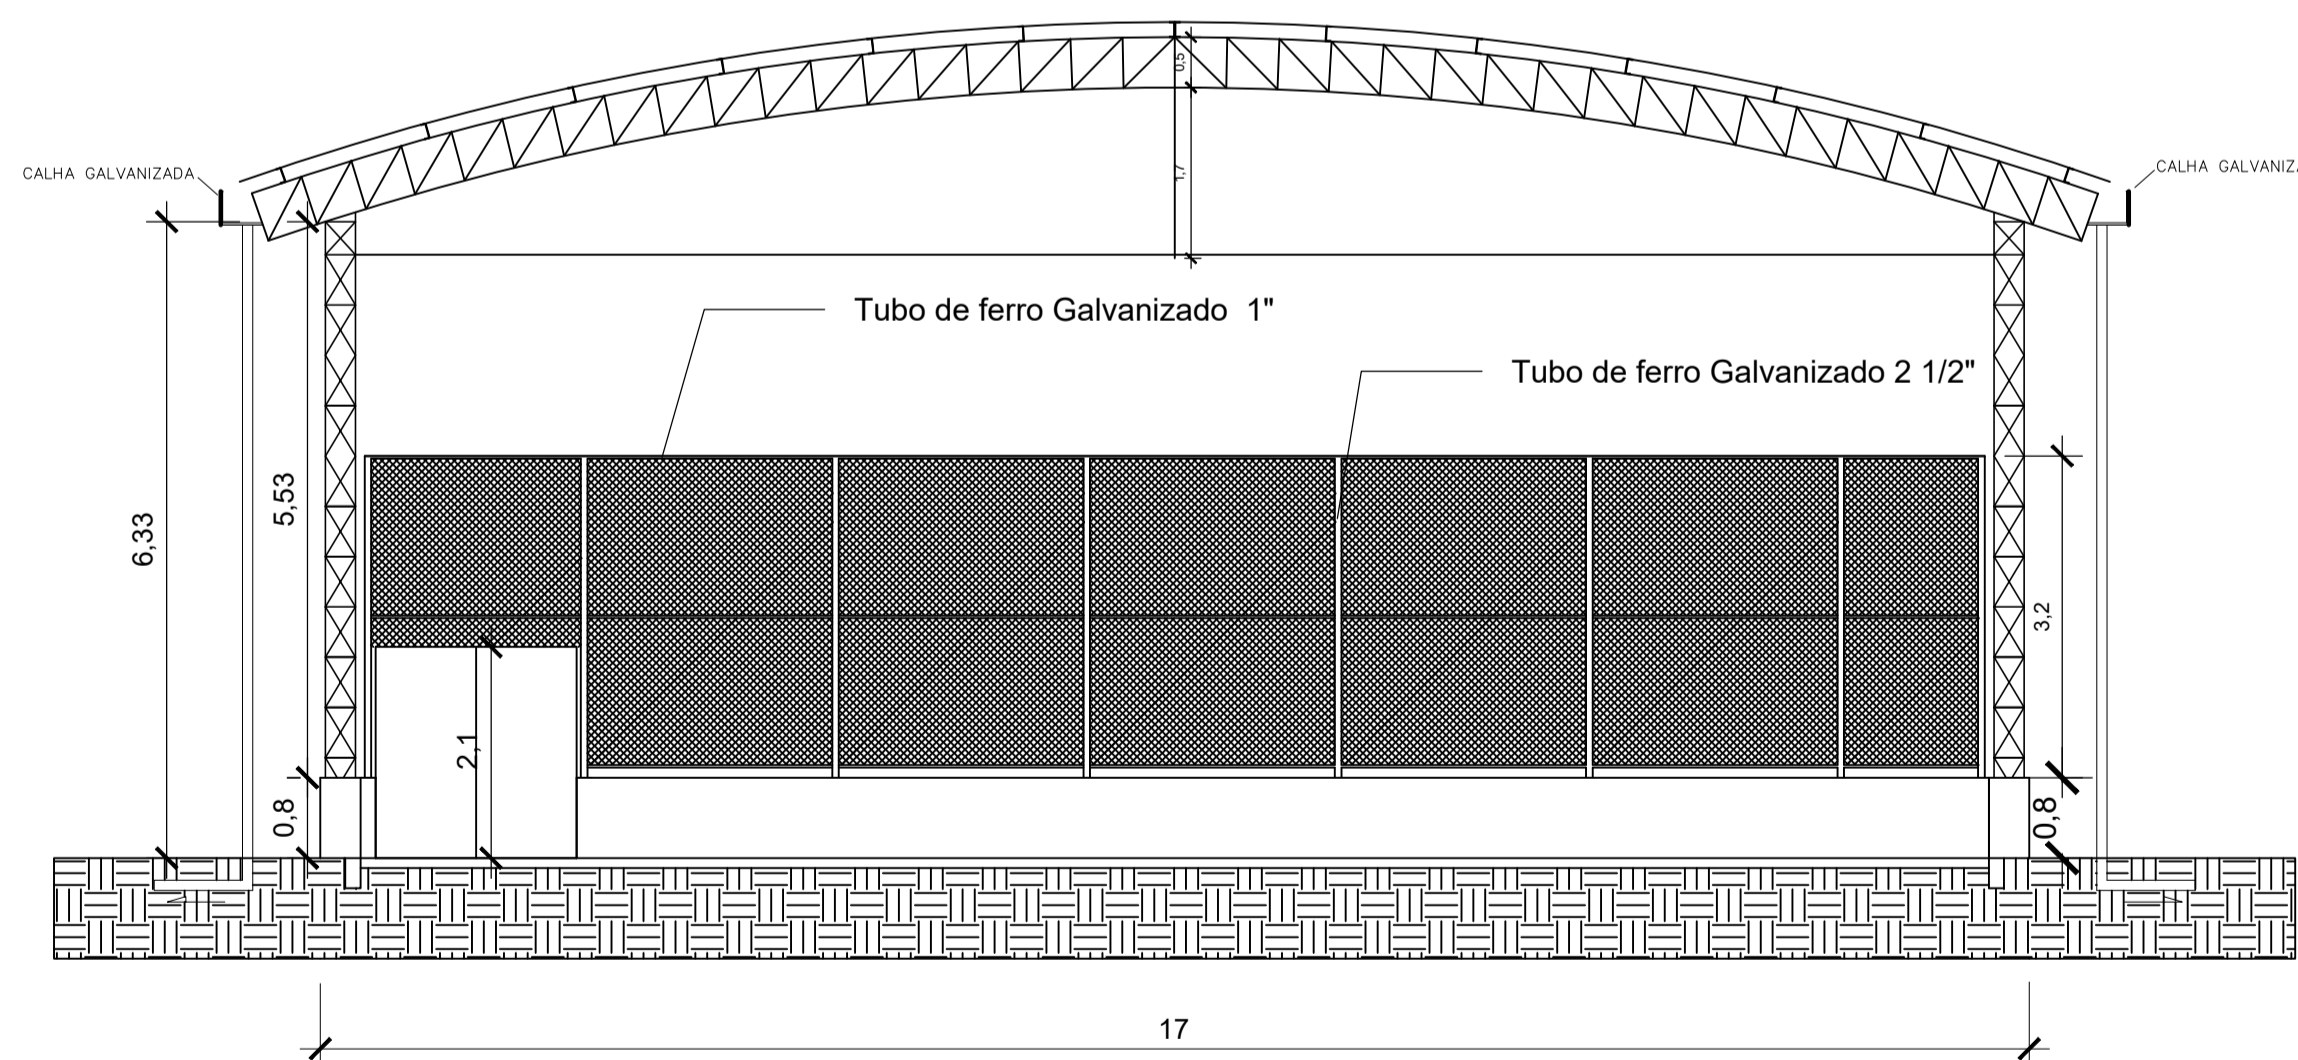 0,5
CALHA GALVANIZADA
1,7
CALHA GALVANIZA
Tubo de ferro Galvanizado 1"
Tubo de ferro Galvanizado 2 1/2"
5,53
6,33
3,2
2,1
0,8
0,8
17